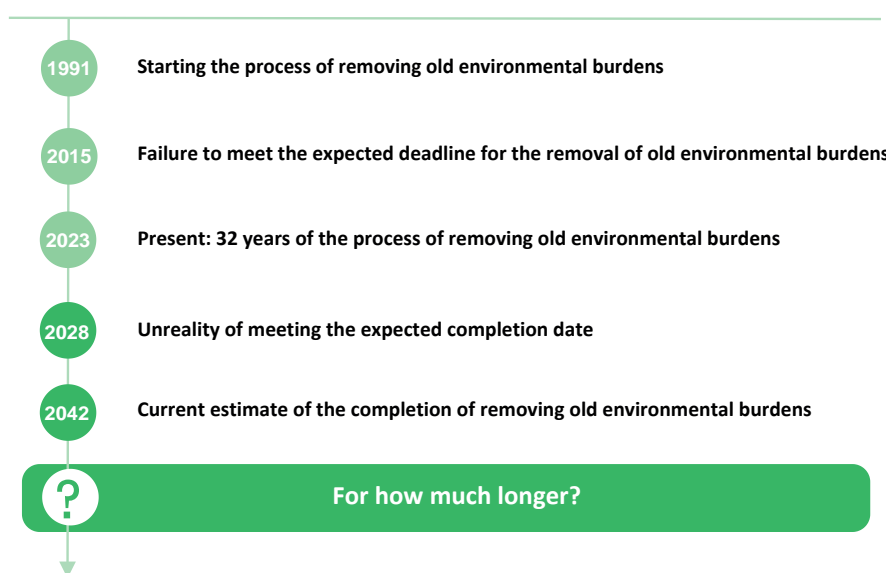 1991 Starting the process of removing old environmental burdens
2015 Failure to meet the expected deadline for the removal of old environmental burdens
2023 Present: 32 years of the process of removing old environmental burdens
2028 Unreality of meeting the expected completion date
2042 Current estimate of the completion of removing old environmental burdens
? For how much longer?